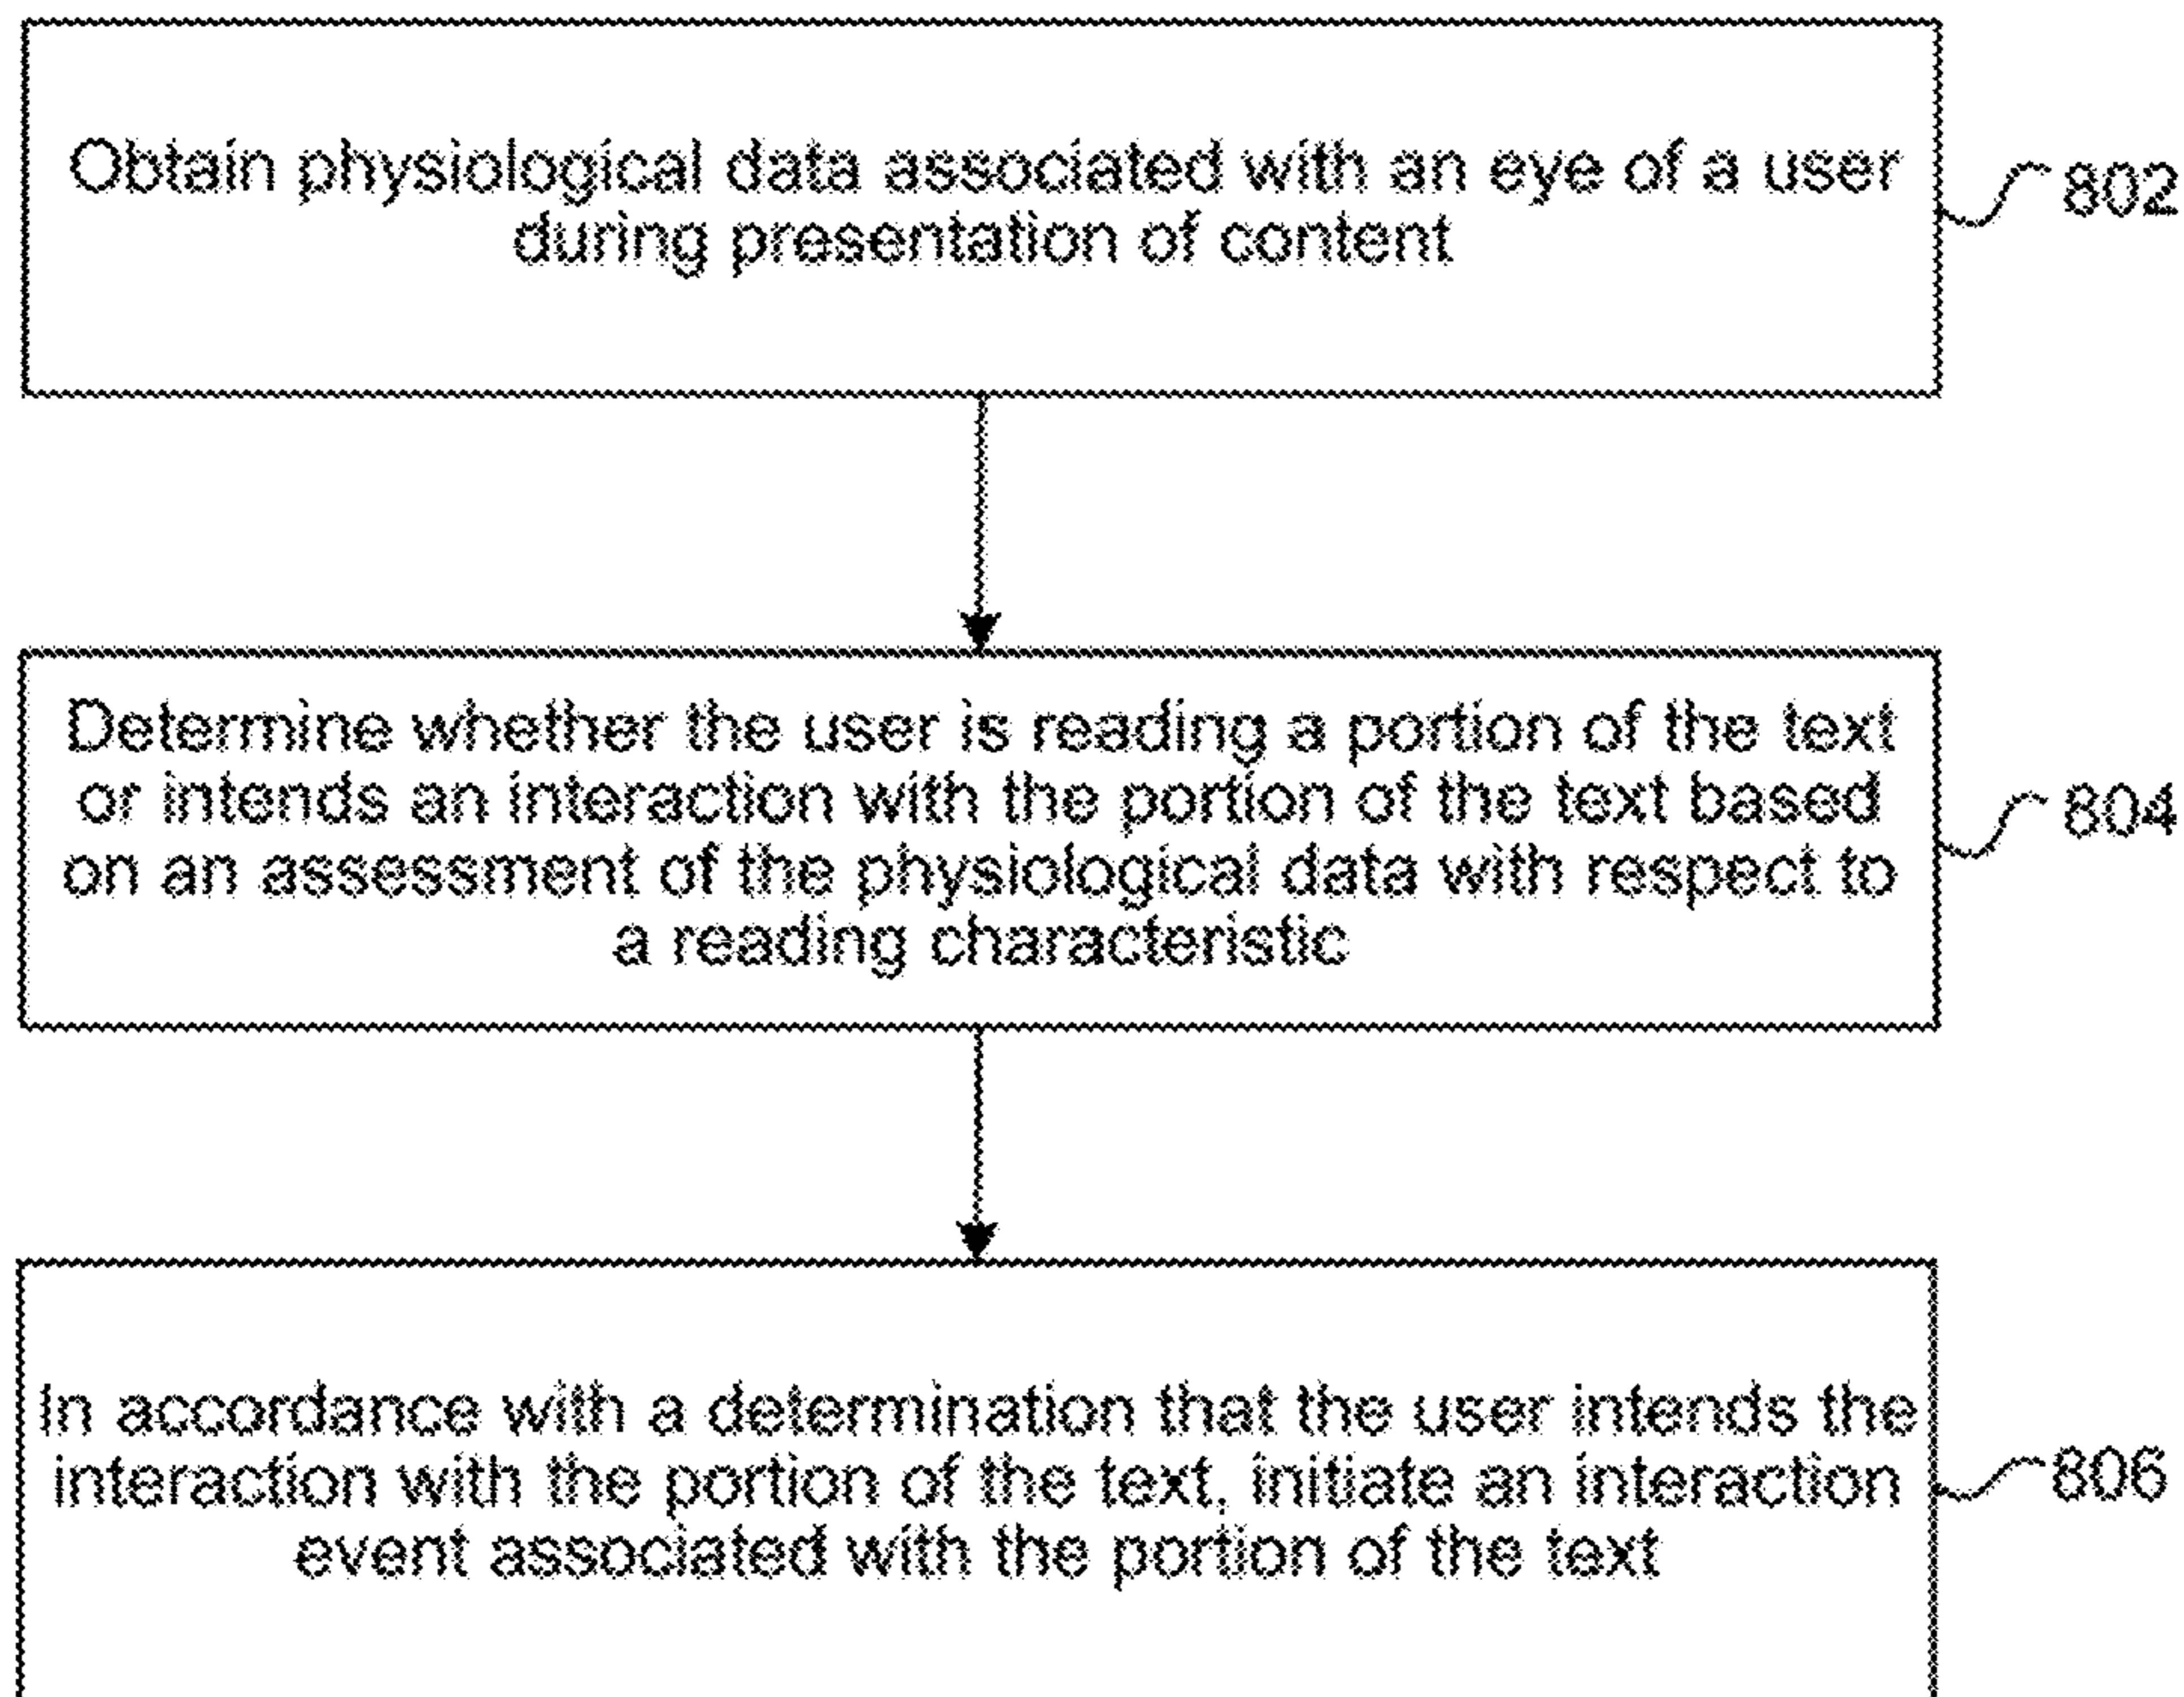 Obtain physiological data associated with an eye of a user
during presentation of content
802
Determine whether the user is reading a portion of the text
or intends an interaction with the portion of the text based
on an assessment of the physiological data with respect to
a reading characteristic
804
In accordance with a determination that the user intends the
interaction with the portion of the text, initiate an interaction
event associated with the portion of the text
806